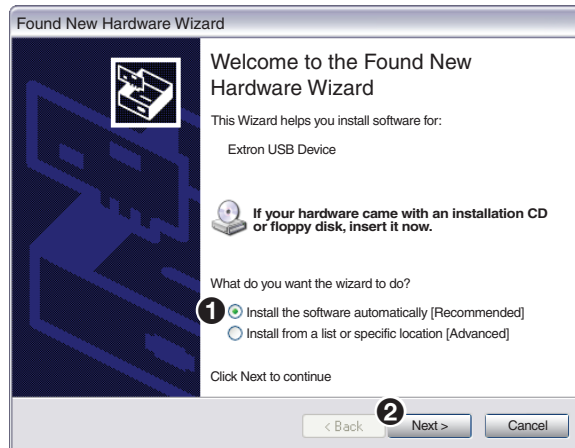 Found New Hardware Wizard
Welcome to the Found New
Hardware Wizard
This Wizard helps you install software for:
Extron USB Device
If your hardware came with an installation CD
or floppy disk, insert it now.
What do you want the wizard to do?
1 Install the software automatically [Recommended]
Install from a list or specific location [Advanced]
Click Next to continue
< Back 2 Next > Cancel